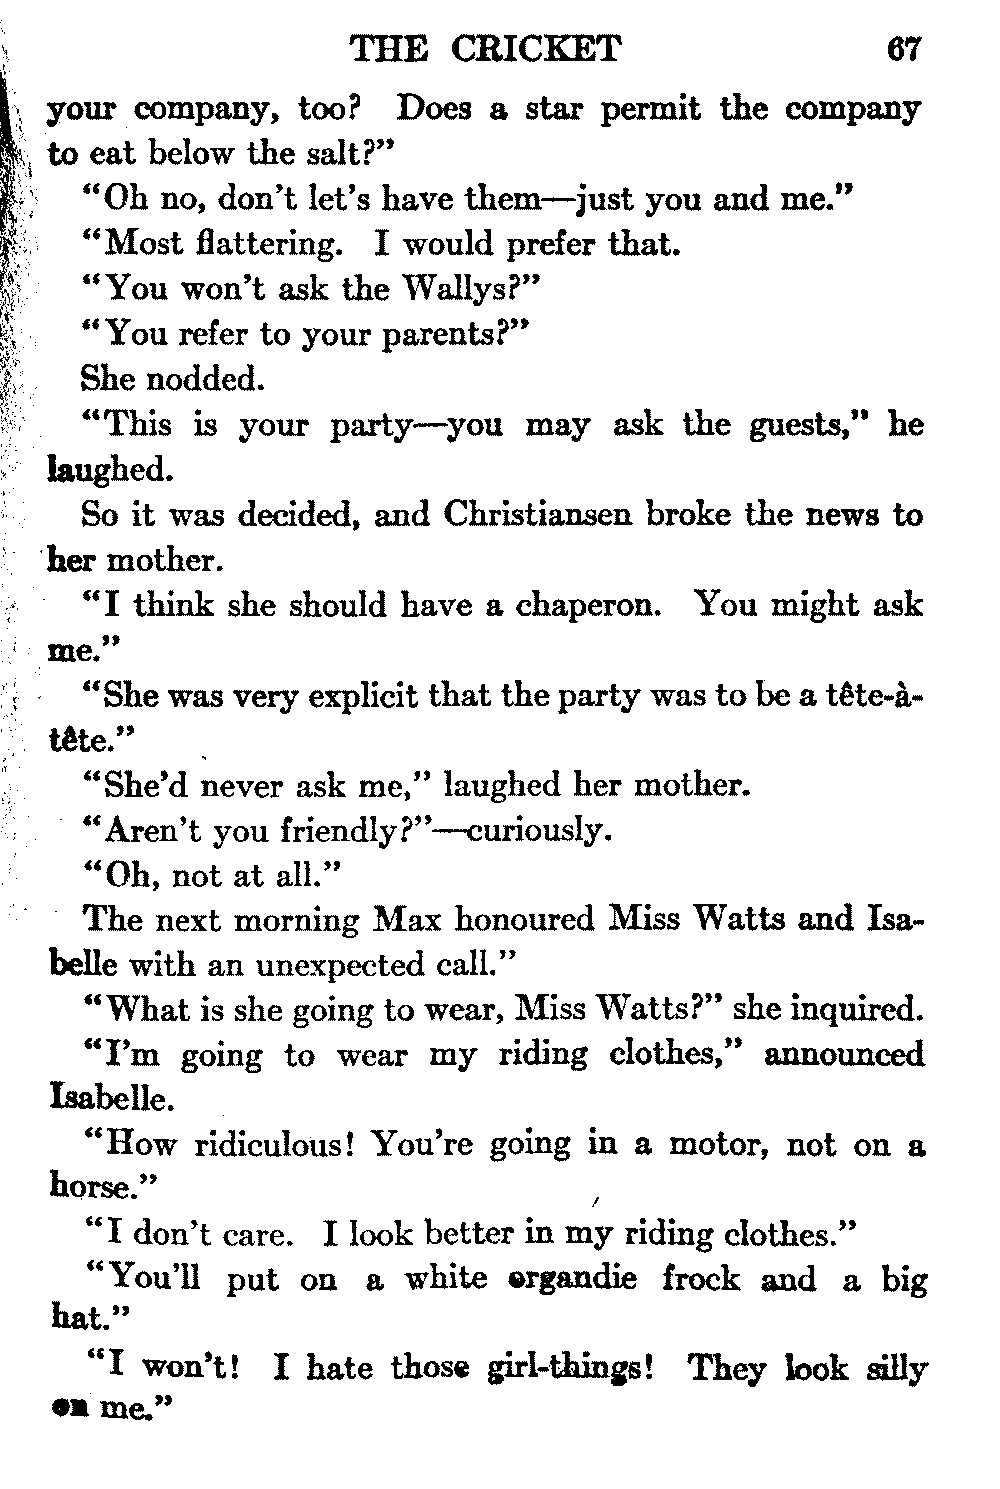 THE CRICKET 67
your company, too? Does a star permit the company
to eat below the salt?"
"Oh no, don't let's have them—just you and me."
"Most flattering. I would prefer that.
"You won't ask the Wallys?"
"You refer to your parents?"
She nodded.
"This is your party—you may ask the guests," he
laughed.
So it was decided, and Christiansen broke the news to
her mother.
"I think she should have a chaperon. You might ask
me."
"She was very explicit that the party was to be a tête-à-
tête."
"She'd never ask me," laughed her mother.
"Aren't you friendly?"—curiously.
"Oh, not at all."
The next morning Max honoured Miss Watts and Isa-
belle with an unexpected call."
"What is she going to wear, Miss Watts?" she inquired.
"I'm going to wear my riding clothes," announced
Isabelle.
"How ridiculous! You're going in a motor, not on a
horse."
"I don't care. I look better in my riding clothes."
"You'll put on a white organdie frock and a big
hat."
"I won't! I hate those girl-things! They look silly
on me."